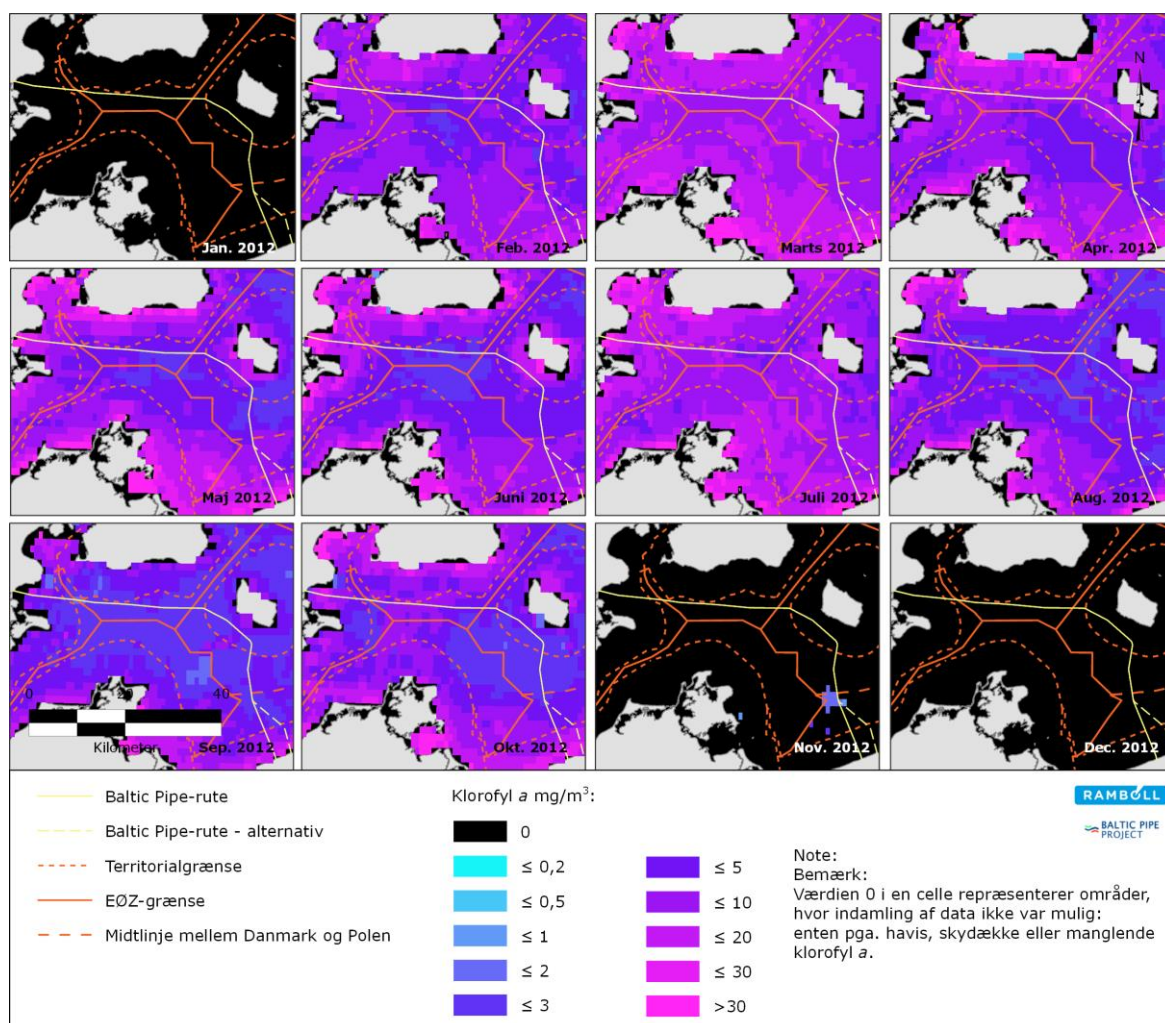 Jan. 2012
Feb. 2012
Marts 2012
N
Apr. 2012
Maj 2012
Juni 2012
Juli 2012
Aug. 2012
0 20 40
Kilometer
Sep. 2012
Okt. 2012
Nov. 2012
Dec. 2012
Baltic Pipe-rute
Baltic Pipe-rute - alternativ
Territorialgrænse
EØZ-grænse
Midtlinje mellem Danmark og Polen
Klorofyl a mg/m³:
0
≤ 0,2
≤ 0,5
≤ 1
≤ 2
≤ 3
≤ 5
≤ 10
≤ 20
≤ 30
>30
RAMBØLL
BALTIC PIPE
PROJECT
Note:
Bemærk:
Værdien 0 i en celle repræsenterer områder,
hvor indamling af data ikke var mulig:
enten pga. havis, skydække eller manglende
klorofyl a.